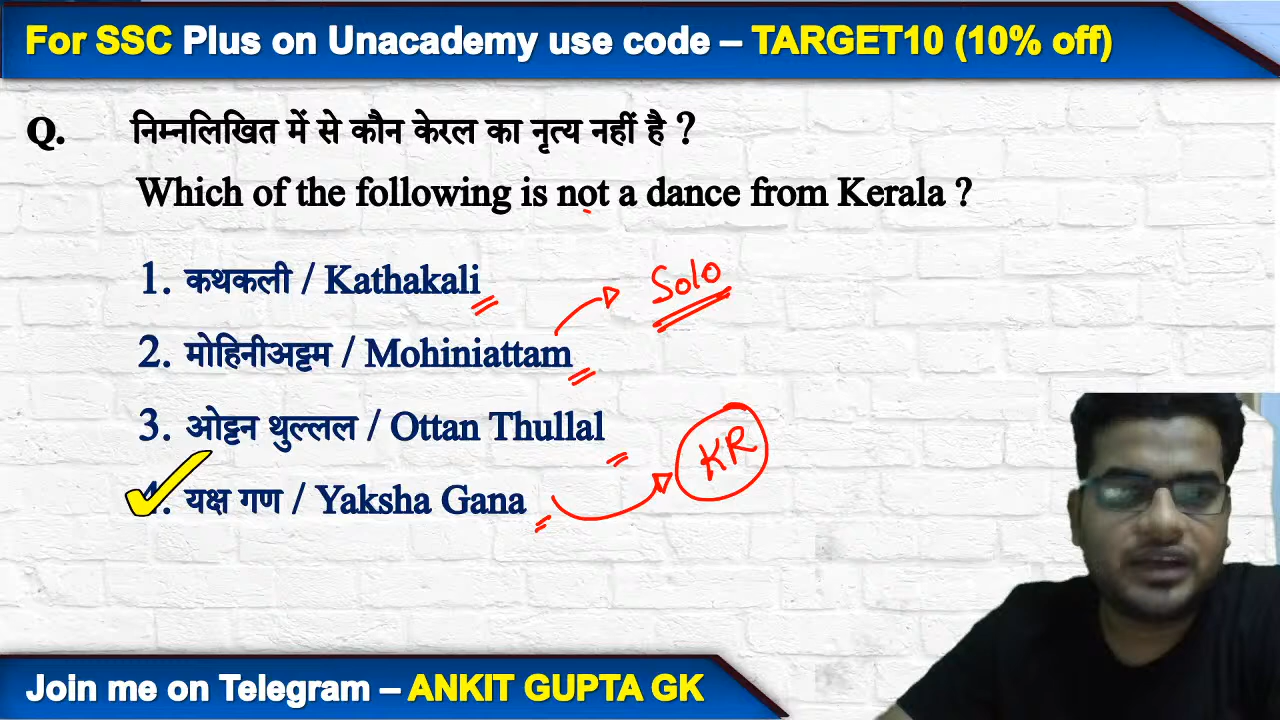 For SSC Plus on Unacademy use code – TARGET10 (10% off)
Q. निम्नलिखित में से कौन केरल का नृत्य नहीं है ?
Which of the following is not a dance from Kerala ?
1. कथकली / Kathakali
Solo
2. मोहिनीअट्टम / Mohiniattam
3. ओट्टन थुल्लल / Ottan Thullal
KR
4. यक्ष गण / Yaksha Gana
Join me on Telegram – ANKIT GUPTA GK